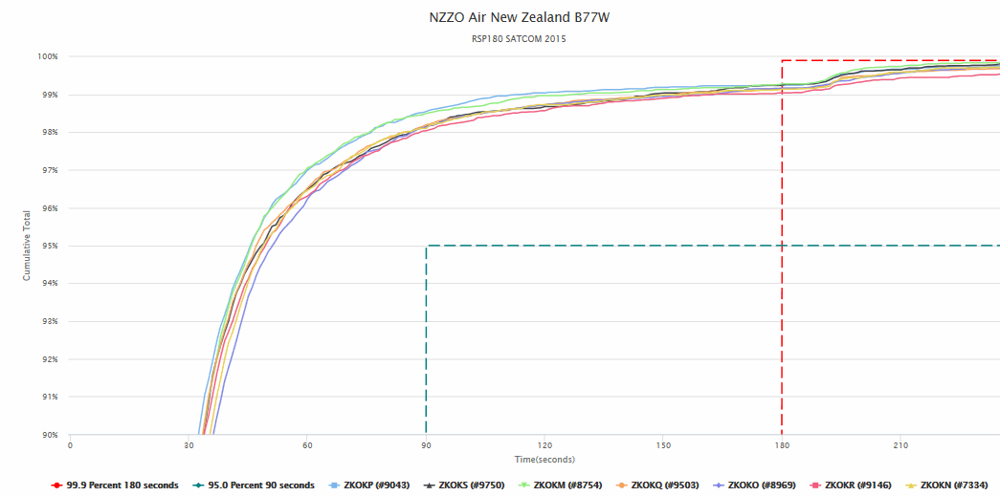 NZZO Air New Zealand B77W
RSP180 SATCOM 2015
100%
99%
98%
97%
96%
95%
94%
93%
92%
91%
90%
Cumulative Total
0 30 60 90 120 150 180 210
Time(seconds)
99.9 Percent 180 seconds 95.0 Percent 90 seconds ZKOKP (#9043) ZKOKS (#9750) ZKOKM (#8754) ZKOKQ (#9503) ZKOKO (#8969) ZKOKR (#9146) ZKOKN (#7334)